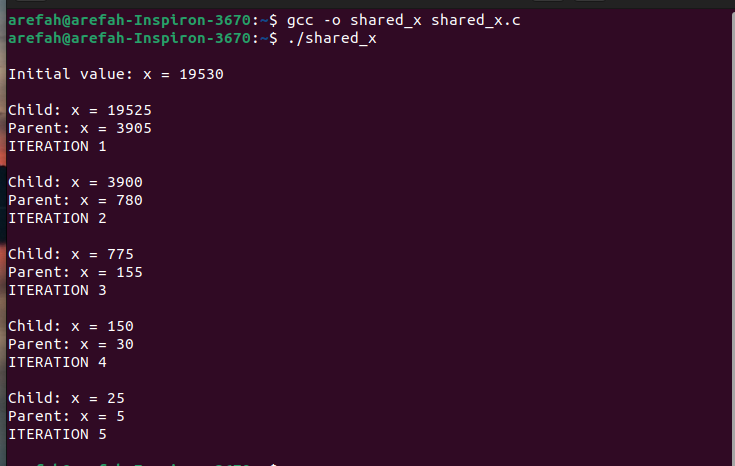 arefah@arefah-Inspiron-3670:~$ gcc -o shared_x shared_x.c
arefah@arefah-Inspiron-3670:~$ ./shared_x
Initial value: x = 19530
Child: x = 19525
Parent: x = 3905
ITERATION 1
Child: x = 3900
Parent: x = 780
ITERATION 2
Child: x = 775
Parent: x = 155
ITERATION 3
Child: x = 150
Parent: x = 30
ITERATION 4
Child: x = 25
Parent: x = 5
ITERATION 5